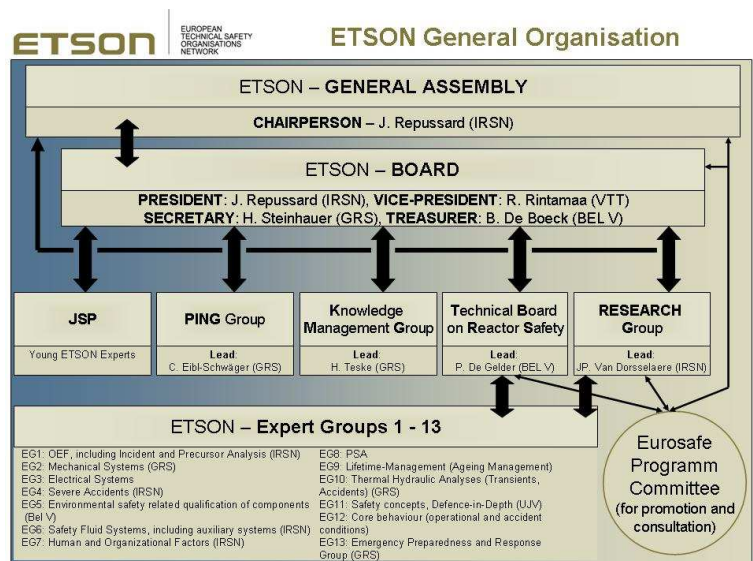 ETSON
EUROPEAN
TECHNICAL SAFETY
ORGANISATIONS
NETWORK
ETSON General Organisation
ETSON – GENERAL ASSEMBLY
CHAIRPERSON – J. Repussard (IRSN)
ETSON – BOARD
PRESIDENT: J. Repussard (IRSN), VICE-PRESIDENT: R. Rintamaa (VTT)
SECRETARY: H. Steinhauer (GRS), TREASURER: B. De Boeck (BEL V)
JSP
Young ETSON Experts
PING Group
Lead:
C. Eibl-Schwäger (GRS)
Knowledge
Management Group
Lead:
H. Teske (GRS)
Technical Board
on Reactor Safety
Lead:
P. De Gelder (BEL V)
RESEARCH
Group
Lead:
JP. Van Dorsselaere (IRSN)
ETSON – Expert Groups 1 - 13
EG1: OEF, including Incident and Precursor Analysis (IRSN)
EG2: Mechanical Systems (GRS)
EG3: Electrical Systems
EG4: Severe Accidents (IRSN)
EG5: Environmental safety related qualification of components
(Bel V)
EG6: Safety Fluid Systems, including auxiliary systems (IRSN)
EG7: Human and Organizational Factors (IRSN)
EG8: PSA
EG9: Lifetime-Management (Ageing Management)
EG10: Thermal Hydraulic Analyses (Transients,
Accidents) (GRS)
EG11: Safety concepts, Defence-in-Depth (UJV)
EG12: Core behaviour (operational and accident
conditions)
EG13: Emergency Preparedness and Response
Group (GRS)
Eurosafe
Programm
Committee
(for promotion and
consultation)